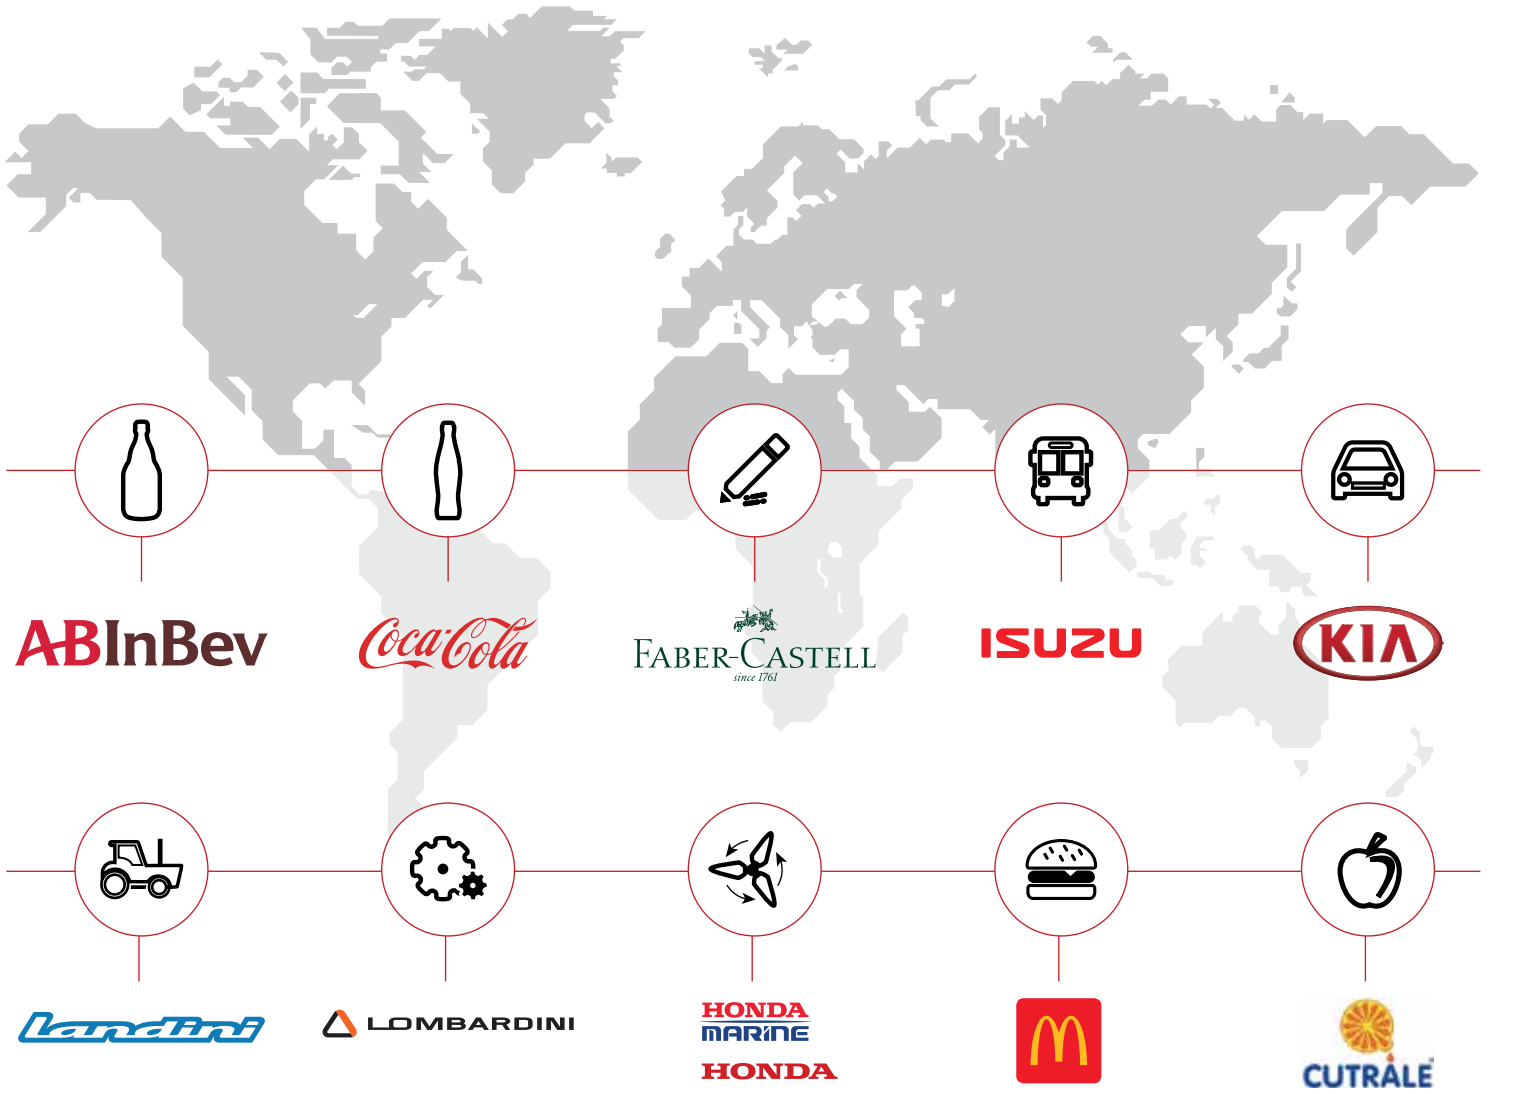 ABInBev
Coca-Cola
FABER-CASTELL
since 1761
ISUZU
KIA
Landini
LOMBARDINI
HONDA
MARINE
HONDA
CUTRALE